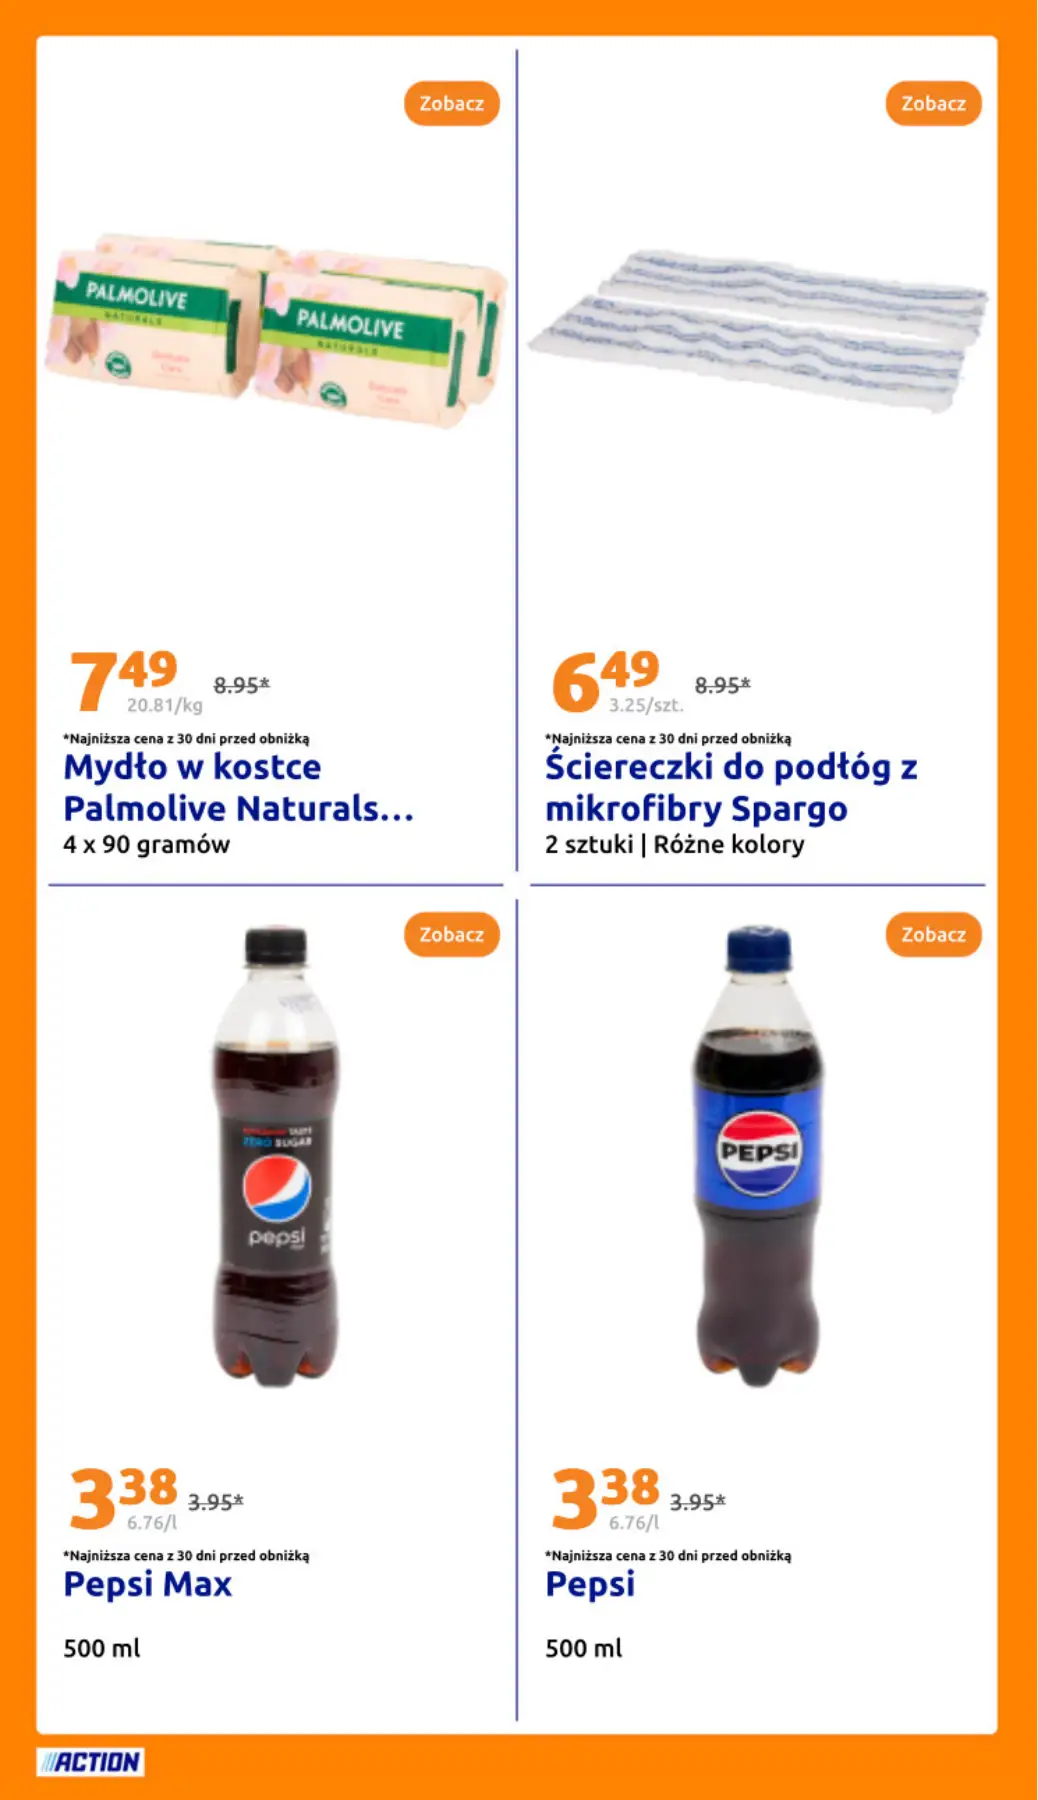 Zobacz
PALMOLIVE
NATURALS
PALMOLIVE
NATURALS
Delicate
Care
7 49
8.95*
20.81/kg
*Najniższa cena z 30 dni przed obniżką
Mydło w kostce
Palmolive Naturals...
4 x 90 gramów
Zobacz
6 49
8.95*
3.25/szt.
*Najniższa cena z 30 dni przed obniżką
Ściereczki do podłóg z
mikrofibry Spargo
2 sztuki | Różne kolory
Zobacz
ZERO SUGAR
pepsi
3 38
3.95*
6.76/l
*Najniższa cena z 30 dni przed obniżką
Pepsi Max
500 ml
Zobacz
PEPSI
3 38
3.95*
6.76/l
*Najniższa cena z 30 dni przed obniżką
Pepsi
500 ml
ACTION